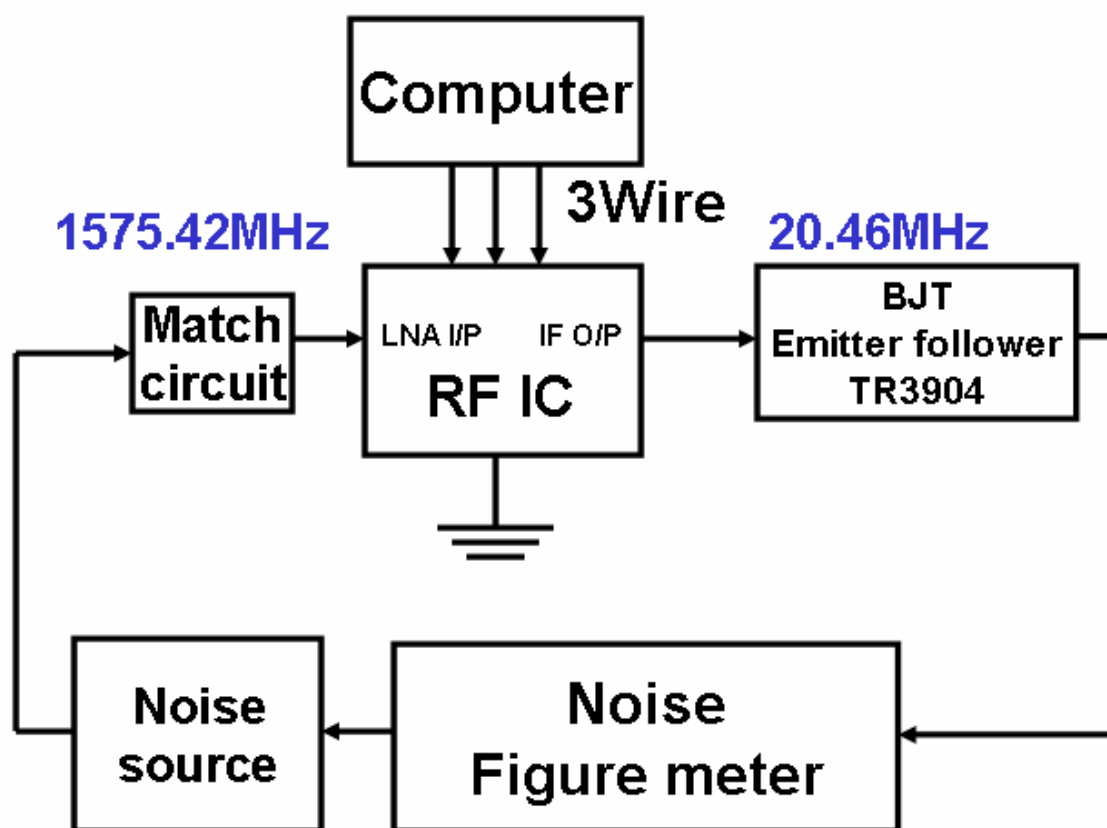 Computer
3Wire
1575.42MHz
20.46MHz
Match
circuit
LNA I/P IF O/P
RF IC
BJT
Emitter follower
TR3904
Noise
source
Noise
Figure meter